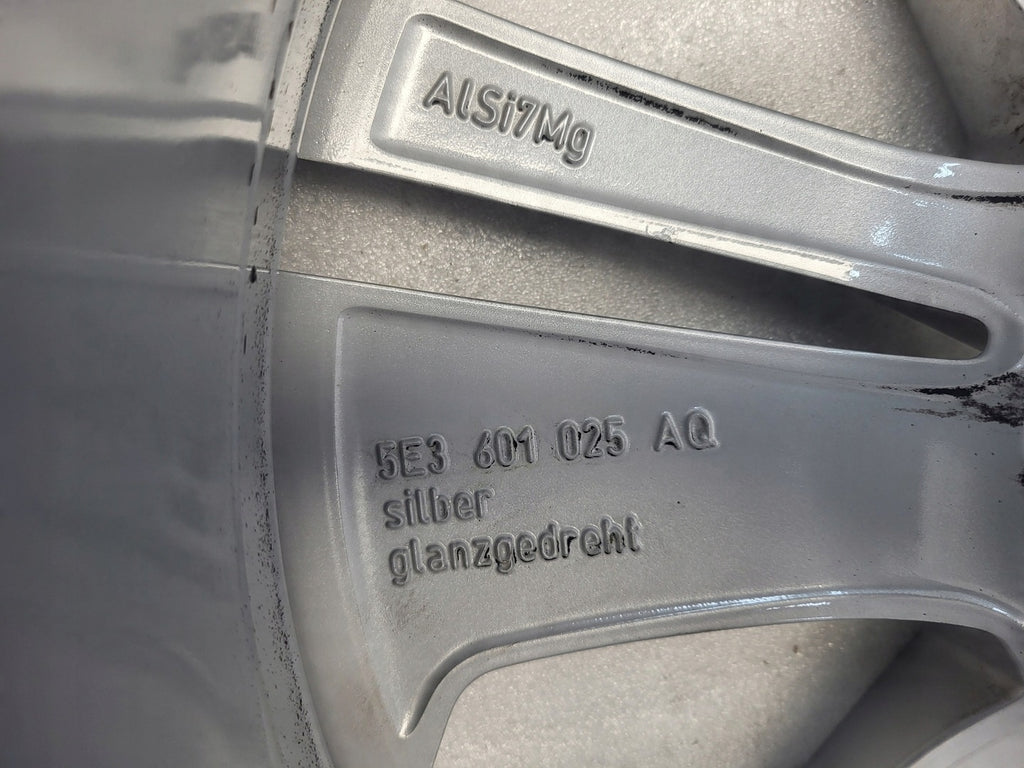 AlSi7Mg
5E3 601 025 AQ
silber
glanzgedreht